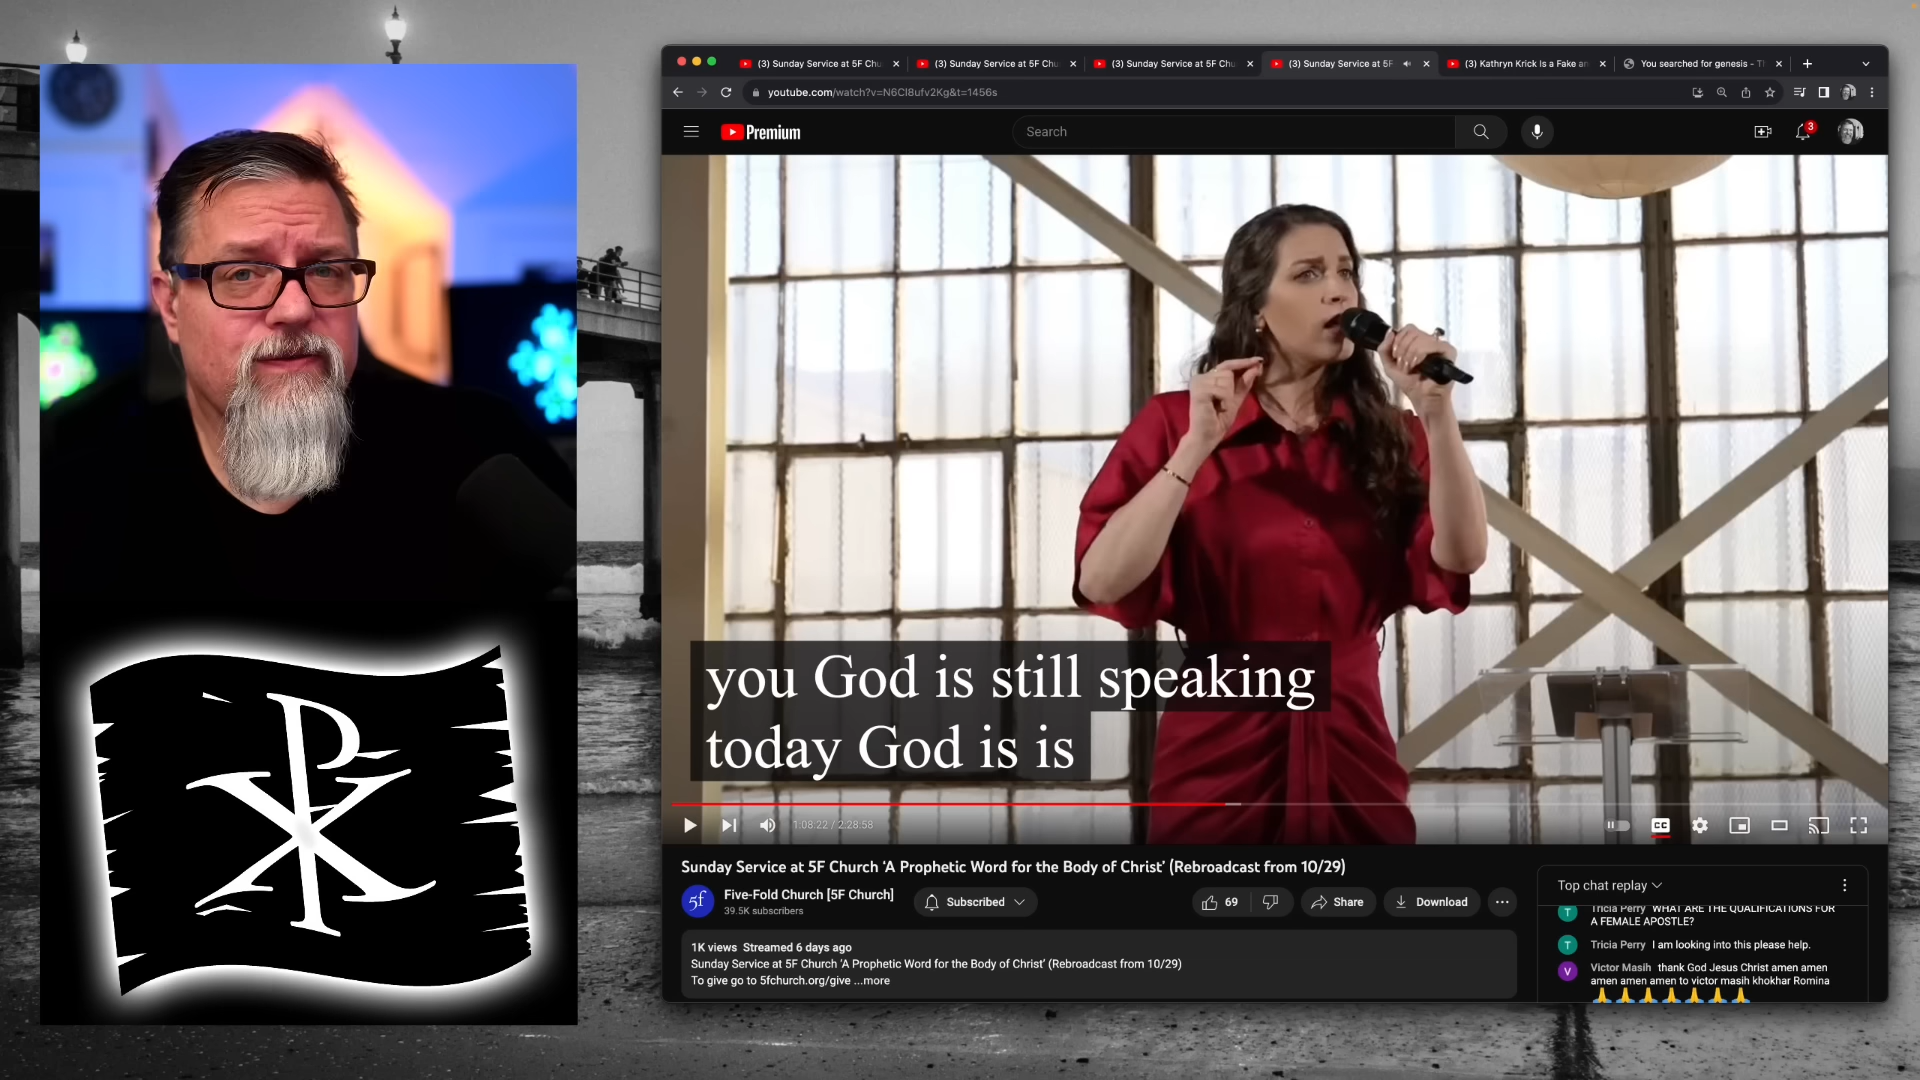 (3) Sunday Service at 5F Chu
(3) Sunday Service at 5F Chu
(3) Sunday Service at 5F Chu
(3) Sunday Service at 5F
(3) Kathryn Krick Is a Fake an
You searched for genesis - Th
youtube.com/watch?v=N6Cl8ufv2Kg&t=1456s
Premium
Search
3
you God is still speaking
today God is is
1:08:22 / 2:28:58
CC
Sunday Service at 5F Church 'A Prophetic Word for the Body of Christ' (Rebroadcast from 10/29)
5f
Five-Fold Church [5F Church]
39.5K subscribers
Subscribed
69
Share
Download
1K views Streamed 6 days ago
Sunday Service at 5F Church 'A Prophetic Word for the Body of Christ' (Rebroadcast from 10/29)
To give go to 5fchurch.org/give ...more
Top chat replay
T Tricia Perry WHAT ARE THE QUALIFICATIONS FOR
A FEMALE APOSTLE?
T Tricia Perry I am looking into this please help.
V Victor Masih thank God Jesus Christ amen amen
amen amen amen to victor masih khokhar Romina